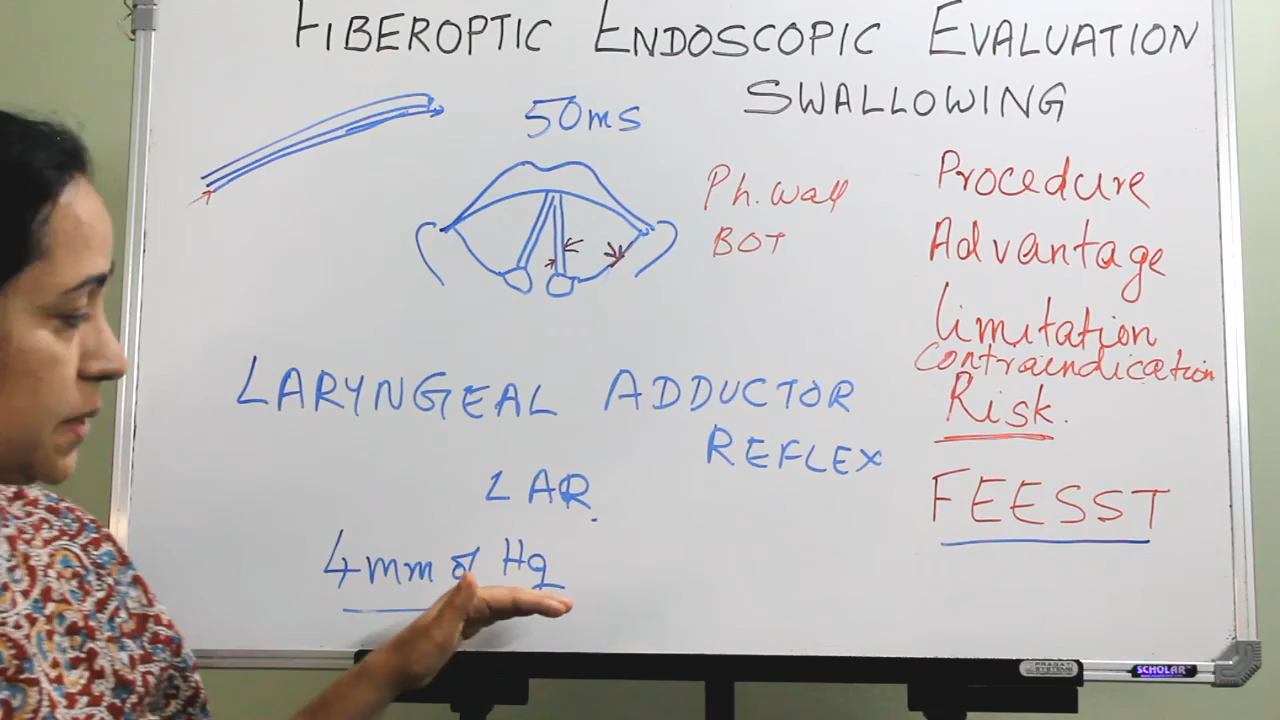 FIBEROPTIC ENDOSCOPIC EVALUATION
SWALLOWING
50ms
Ph. wall
BOT
Procedure
Advantage
Limitation
Contraindication
Risk.
FEESST
LARYNGEAL ADDUCTOR
REFLEX
LAR.
4mm of Hg
PRAGATI
SCHOLAR